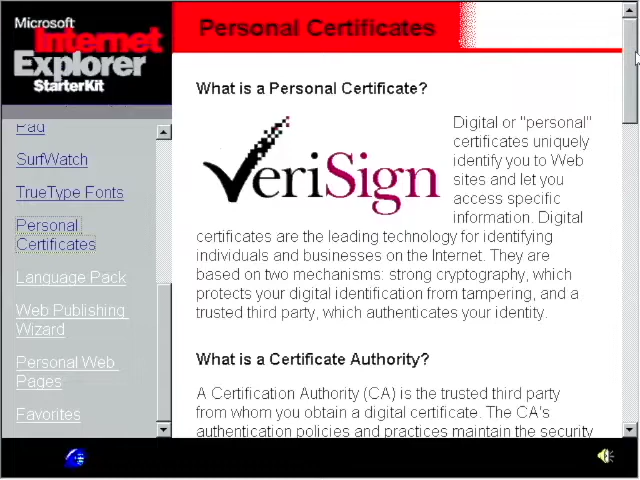 Microsoft
Internet
Explorer
StarterKit
Pad
SurfWatch
TrueType Fonts
Personal
Certificates
Language Pack
Web Publishing
Wizard
Personal Web
Pages
Favorites
Personal Certificates
What is a Personal Certificate?
VeriSign
Digital or "personal"
certificates uniquely
identify you to Web
sites and let you
access specific
information. Digital
certificates are the leading technology for identifying
individuals and businesses on the Internet. They are
based on two mechanisms: strong cryptography, which
protects your digital identification from tampering, and a
trusted third party, which authenticates your identity.
What is a Certificate Authority?
A Certification Authority (CA) is the trusted third party
from whom you obtain a digital certificate. The CA's
authentication policies and practices maintain the security